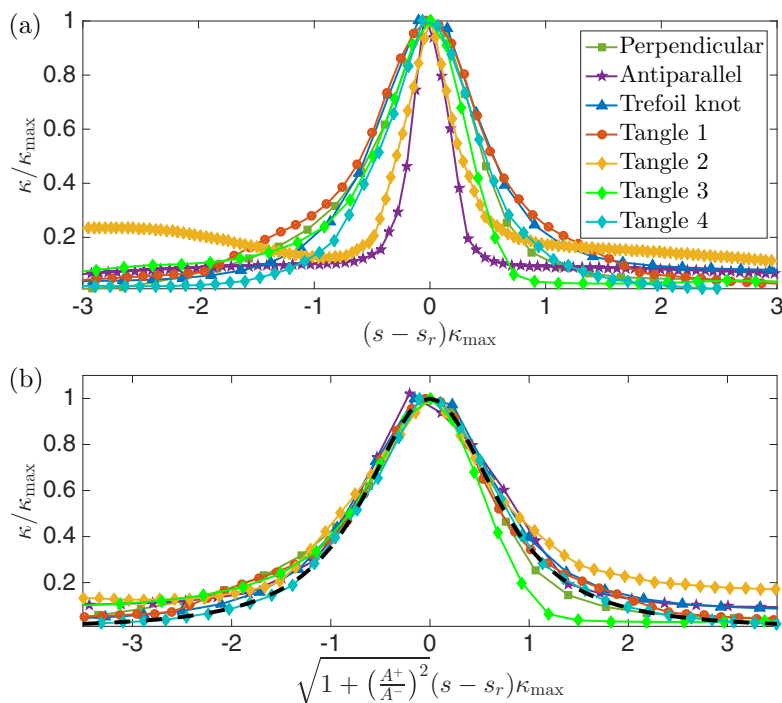 (a)
κ/κmax
1
0.8
0.6
0.4
0.2
-3 -2 -1 0 1 2 3
(s − s_r)κmax
Perpendicular
Antiparallel
Trefoil knot
Tangle 1
Tangle 2
Tangle 3
Tangle 4
(b)
κ/κmax
1
0.8
0.6
0.4
0.2
-3 -2 -1 0 1 2 3
√(1 + (A⁺/A⁻)²)(s − s_r)κmax